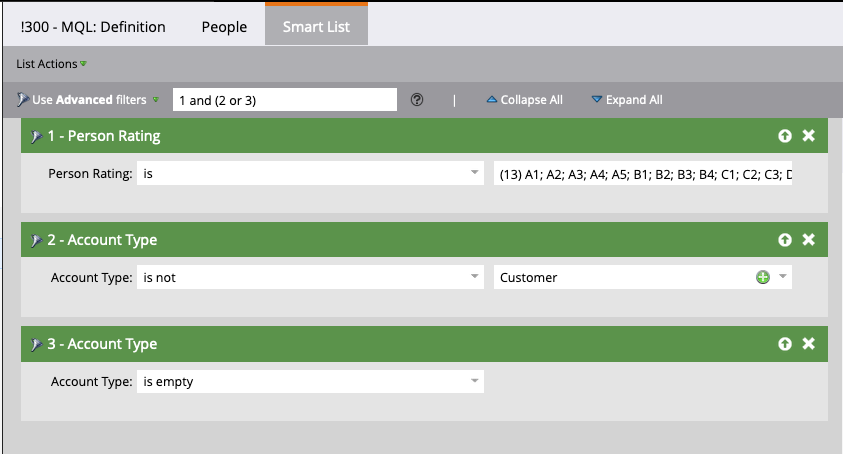 !300 - MQL: Definition People Smart List
List Actions
Use Advanced filters 1 and (2 or 3) ? | Collapse All Expand All
1 - Person Rating
Person Rating: is (13) A1; A2; A3; A4; A5; B1; B2; B3; B4; C1; C2; C3; D
2 - Account Type
Account Type: is not Customer
3 - Account Type
Account Type: is empty